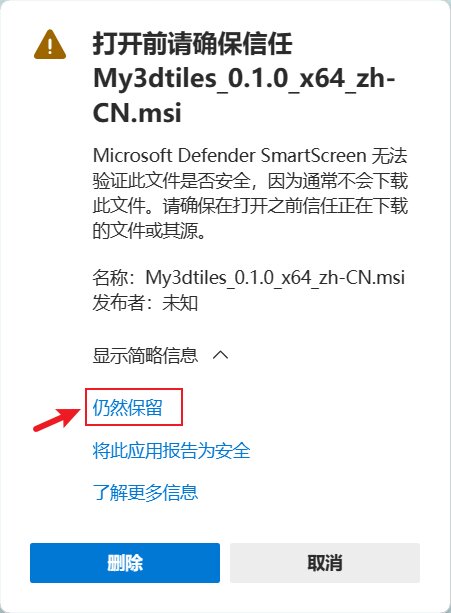 打开前请确保信任
My3dtiles_0.1.0_x64_zh-
CN.msi
Microsoft Defender SmartScreen 无法
验证此文件是否安全，因为通常不会下载
此文件。请确保在打开之前信任正在下载
的文件或其源。
名称：My3dtiles_0.1.0_x64_zh-CN.msi
发布者：未知
显示简略信息
仍然保留
将此应用报告为安全
了解更多信息
删除
取消